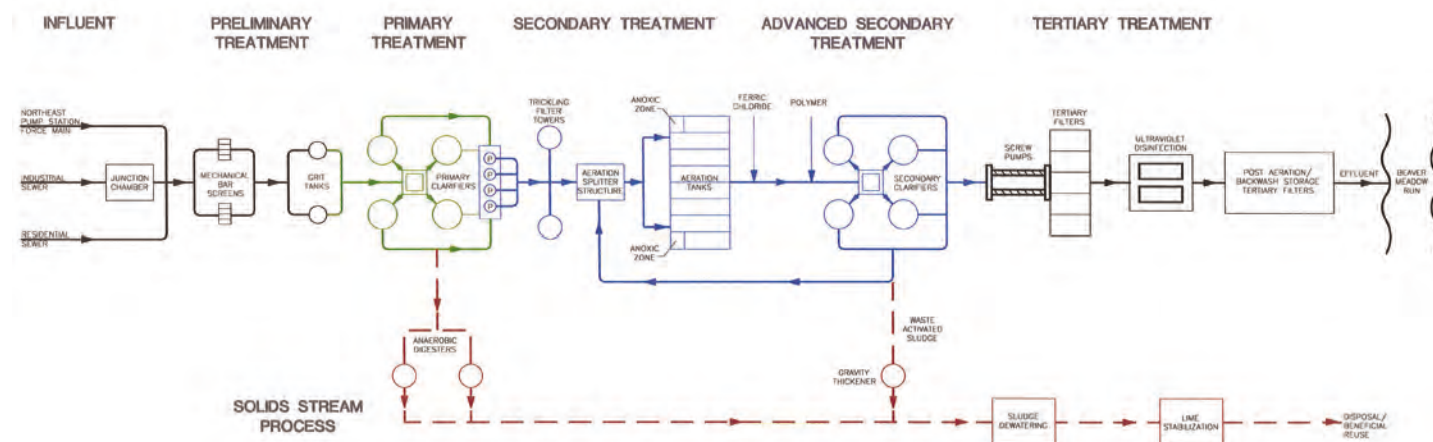 INFLUENT
PRELIMINARY
TREATMENT
PRIMARY
TREATMENT
SECONDARY TREATMENT
ADVANCED SECONDARY
TREATMENT
TERTIARY TREATMENT
NORTHEAST
PUMP STATION
FORCE MAIN
INDUSTRIAL
SEWER
RESIDENTIAL
SEWER
JUNCTION
CHAMBER
MECHANICAL
BAR
SCREENS
GRIT
TANKS
PRIMARY CLARIFIERS
P
P
P
P
TRICKLING
FILTER
TOWERS
AERATION
SPLITTER
STRUCTURE
ANOXIC
ZONE
AERATION
TANKS
ANOXIC
ZONE
FERRIC
CHLORIDE
POLYMER
SECONDARY
CLARIFIERS
SCREW
PUMPS
TERTIARY
FILTERS
ULTRAVIOLET
DISINFECTION
POST AERATION/
BACKWASH STORAGE
TERTIARY FILTERS
EFFLUENT
BEAVER
MEADOW
RUN
ANAEROBIC
DIGESTERS
WASTE
ACTIVATED
SLUDGE
GRAVITY
THICKENER
SOLIDS STREAM
PROCESS
SLUDGE
DEWATERING
LIME
STABILIZATION
DISPOSAL/
BENEFICIAL
REUSE